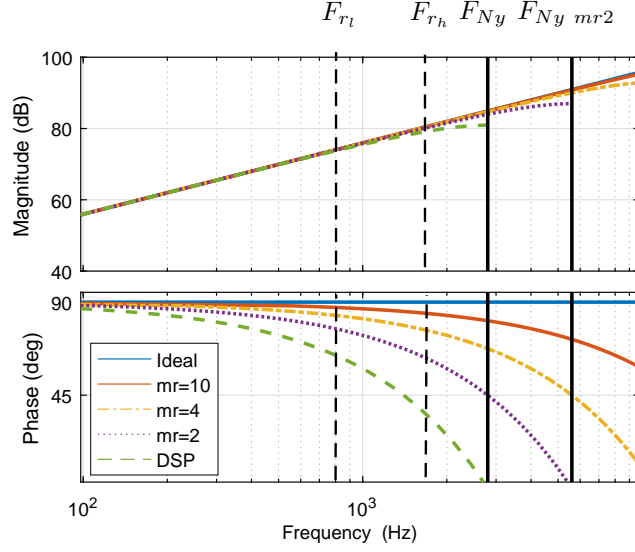 F_{r_l} F_{r_h} F_{Ny} F_{Ny mr2}
100
80
60
40
Magnitude (dB)
90
45
Phase (deg)
Ideal
mr=10
mr=4
mr=2
DSP
10^2 10^3
Frequency (Hz)